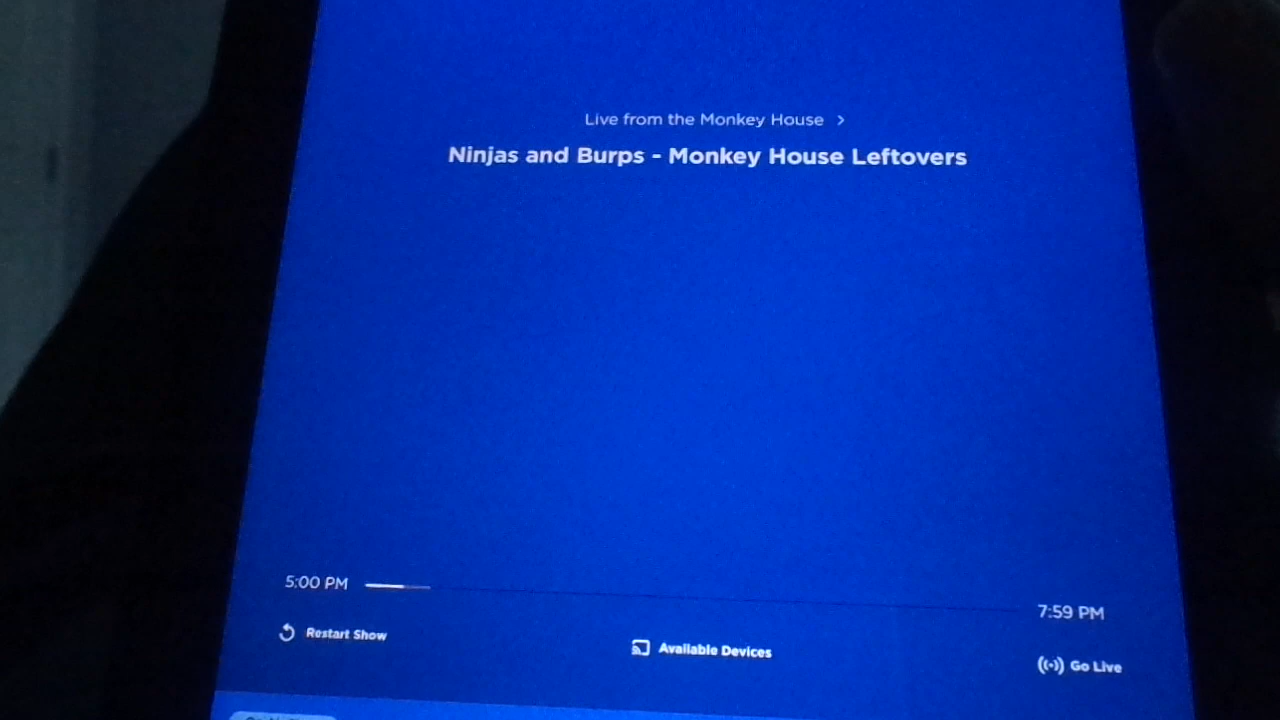 Live from the Monkey House >
Ninjas and Burps - Monkey House Leftovers
5:00 PM
7:59 PM
Restart Show
Available Devices
Go Live